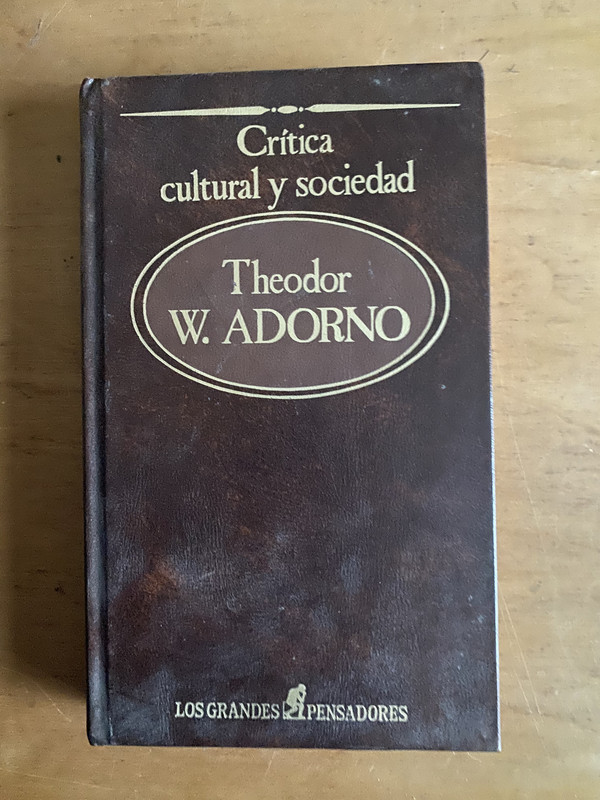 Crítica
cultural y sociedad
Theodor
W. ADORNO
LOS GRANDES PENSADORES